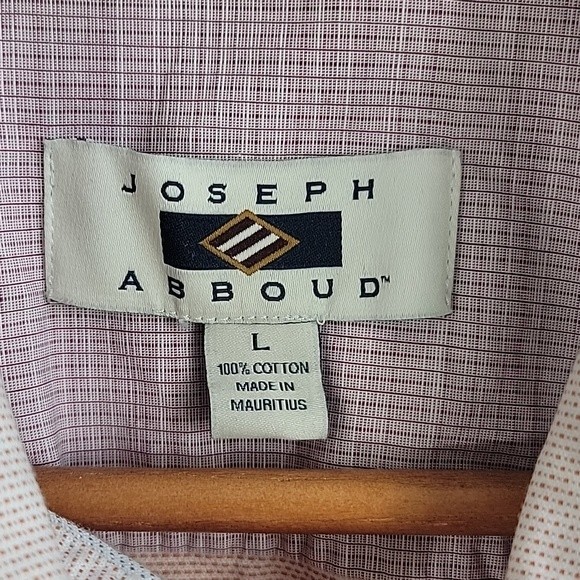 JOSEPH
ABBOUD™
L
100% COTTON
MADE IN
MAURITIUS